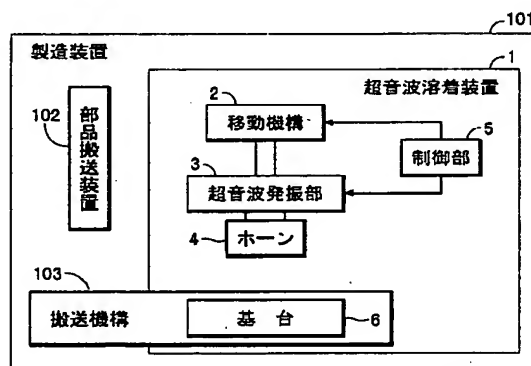 101
製造装置
1
超音波溶着装置
2
移動機構
102
部品搬送装置
5
制御部
3
超音波発振部
4
ホーン
103
搬送機構
基台
6